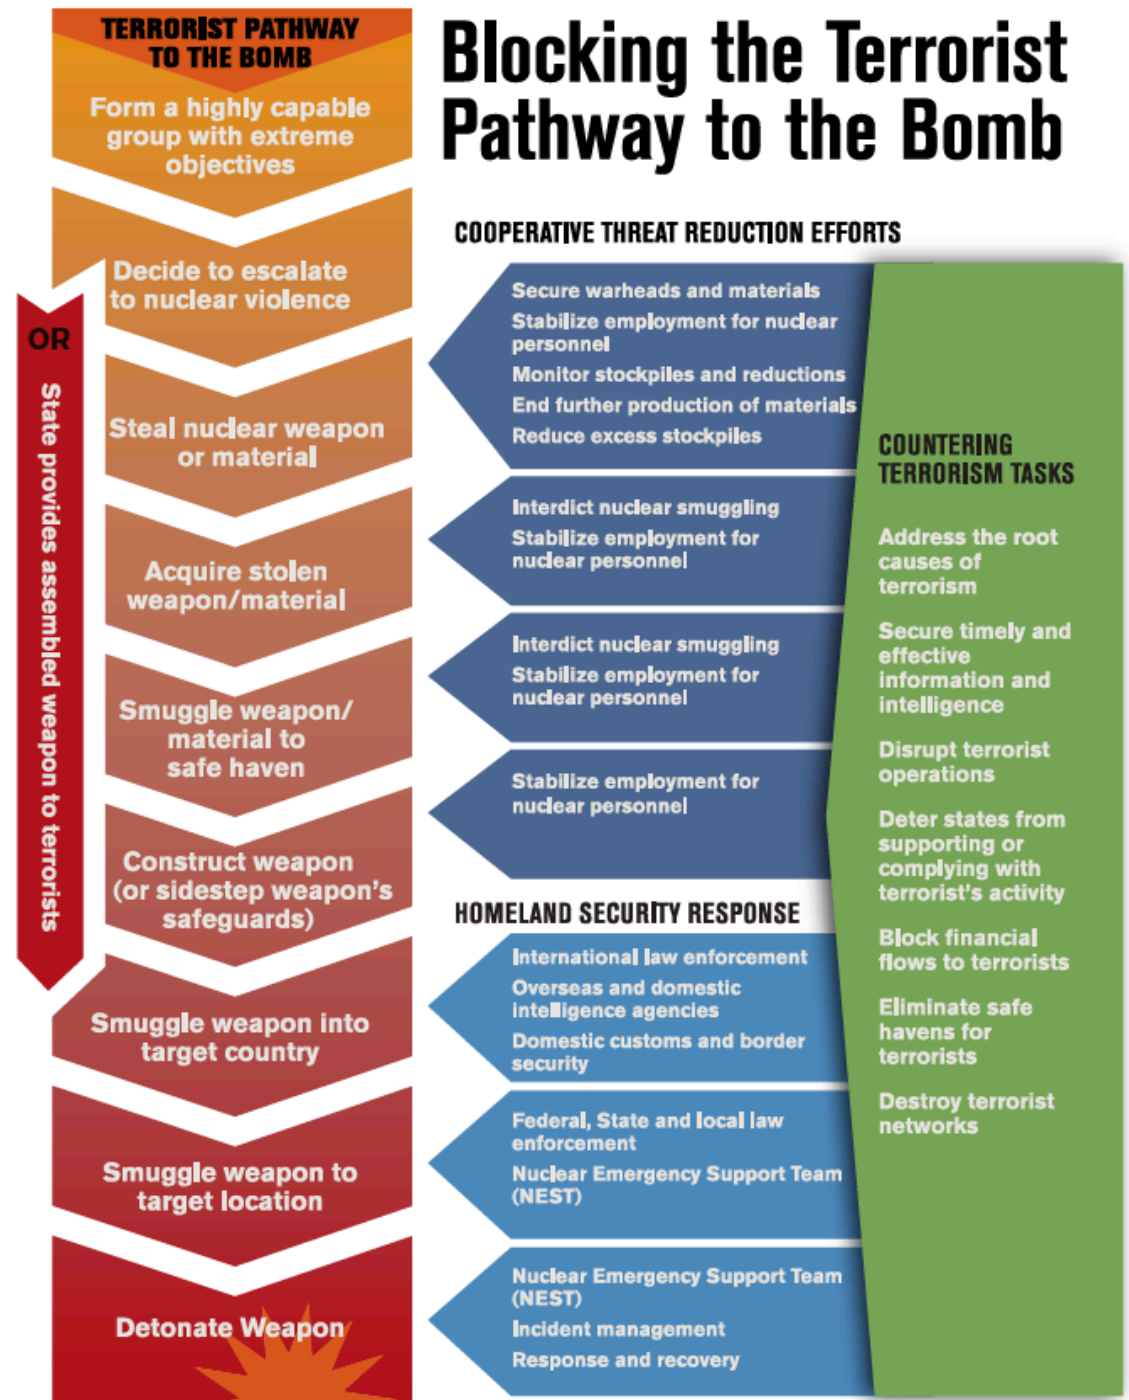 TERRORIST PATHWAY
TO THE BOMB
Form a highly capable
group with extreme
objectives
Decide to escalate
to nuclear violence
Steal nuclear weapon
or material
Acquire stolen
weapon/material
Smuggle weapon/
material to
safe haven
Construct weapon
(or sidestep weapon's
safeguards)
Smuggle weapon into
target country
Smuggle weapon to
target location
Detonate Weapon
OR
State provides assembled weapon to terrorists
Blocking the Terrorist
Pathway to the Bomb
COOPERATIVE THREAT REDUCTION EFFORTS
Secure warheads and materials
Stabilize employment for nuclear
personnel
Monitor stockpiles and reductions
End further production of materials
Reduce excess stockpiles
Interdict nuclear smuggling
Stabilize employment for
nuclear personnel
Interdict nuclear smuggling
Stabilize employment for
nuclear personnel
Stabilize employment for
nuclear personnel
HOMELAND SECURITY RESPONSE
International law enforcement
Overseas and domestic
intelligence agencies
Domestic customs and border
security
Federal, State and local law
enforcement
Nuclear Emergency Support Team
(NEST)
Nuclear Emergency Support Team
(NEST)
Incident management
Response and recovery
COUNTERING
TERRORISM TASKS
Address the root
causes of
terrorism
Secure timely and
effective
information and
intelligence
Disrupt terrorist
operations
Deter states from
supporting or
complying with
terrorist's activity
Block financial
flows to terrorists
Eliminate safe
havens for
terrorists
Destroy terrorist
networks